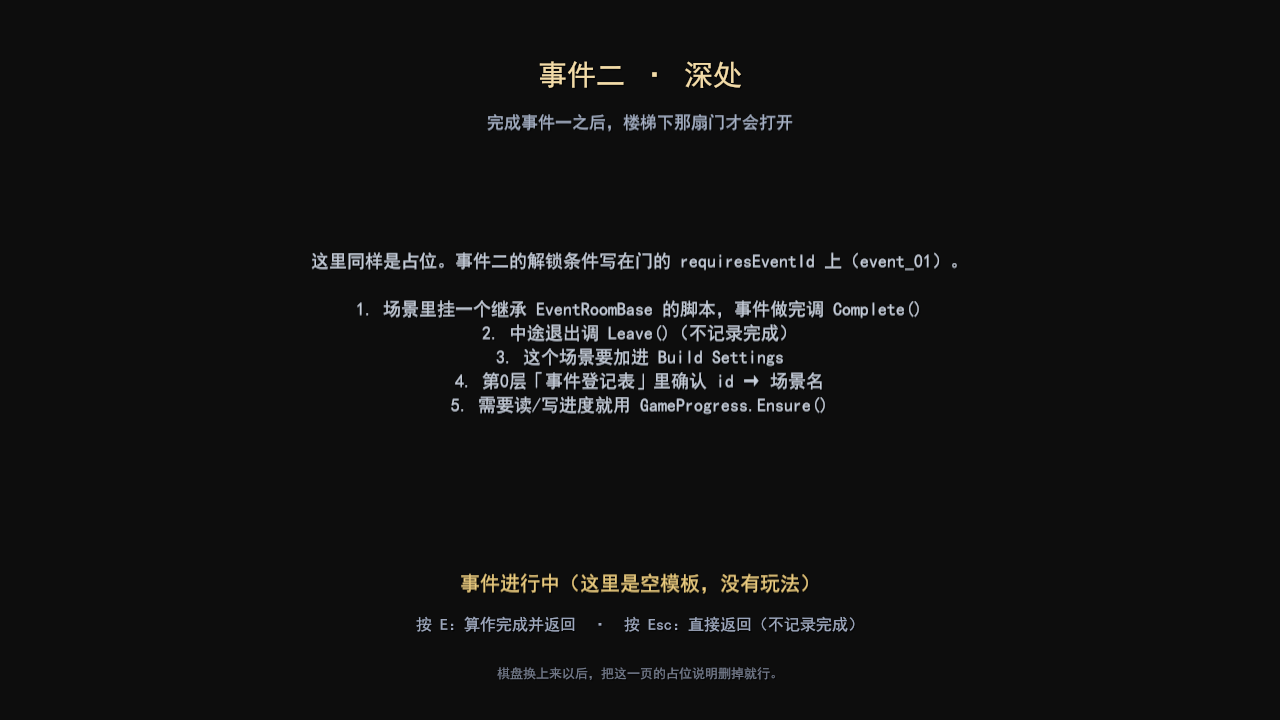 事件二 · 深处
完成事件一之后，楼梯下那扇门才会打开
这里同样是占位。事件二的解锁条件写在门的 requiresEventId 上（event_01）。
1. 场景里挂一个继承 EventRoomBase 的脚本，事件做完调 Complete()
2. 中途退出调 Leave()（不记录完成）
3. 这个场景要加进 Build Settings
4. 第0层「事件登记表」里确认 id → 场景名
5. 需要读/写进度就用 GameProgress.Ensure()
事件进行中（这里是空模板，没有玩法）
按 E：算作完成并返回 · 按 Esc：直接返回（不记录完成）
棋盘换上来以后，把这一页的占位说明删掉就行。